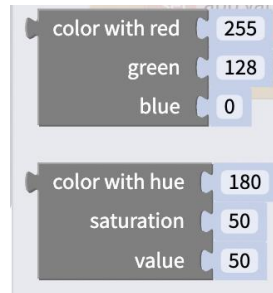 color with red 255
green 128
blue 0
color with hue 180
saturation 50
value 50